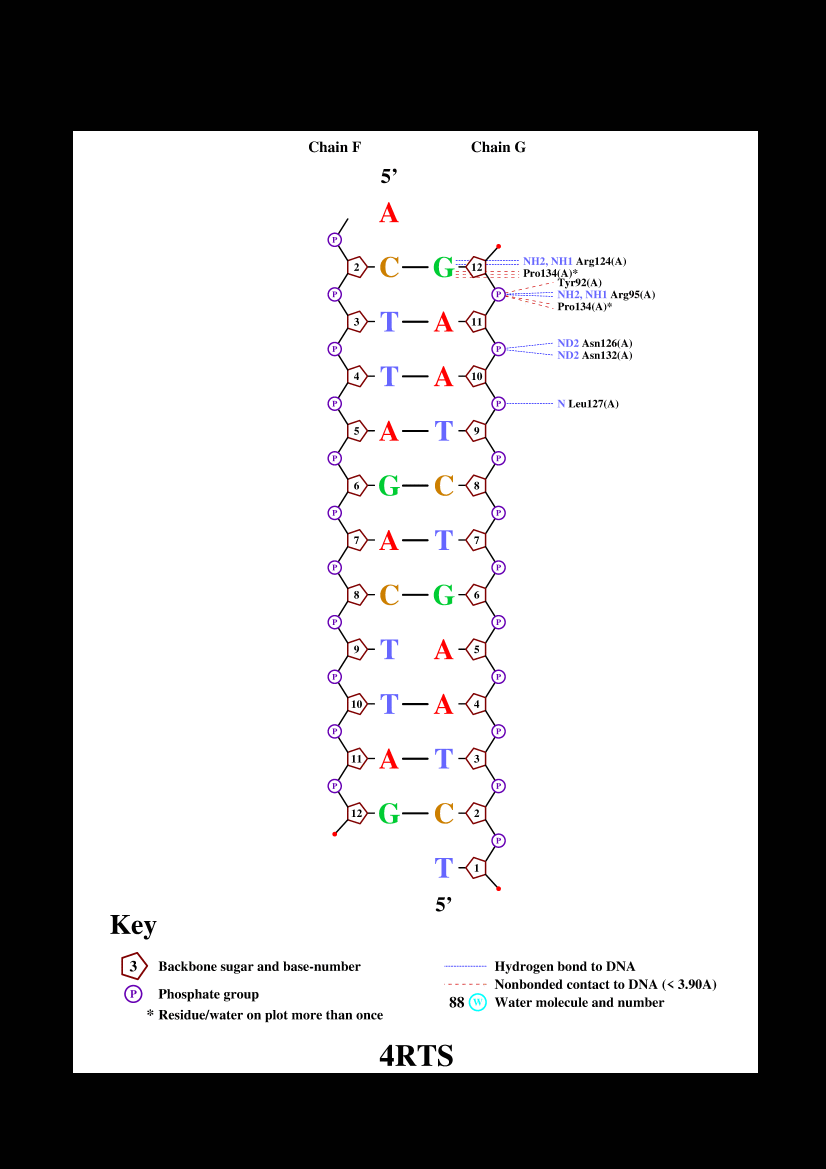 Chain F Chain G
5’
A
P
2 C G 12 NH2, NH1 Arg124(A)
Pro134(A)*
Tyr92(A)
P P NH2, NH1 Arg95(A)
Pro134(A)*
3 T A 11
P P ND2 Asn126(A)
ND2 Asn132(A)
4 T A 10
P P N Leu127(A)
5 A T 9
P P
6 G C 8
P P
7 A T 7
P P
8 C G 6
P P
9 T A 5
P P
10 T A 4
P P
11 A T 3
P P
12 G C 2
P
T 1
5’
Key
3 Backbone sugar and base-number
P Phosphate group
* Residue/water on plot more than once
Hydrogen bond to DNA
Nonbonded contact to DNA (< 3.90A)
88 W Water molecule and number
4RTS